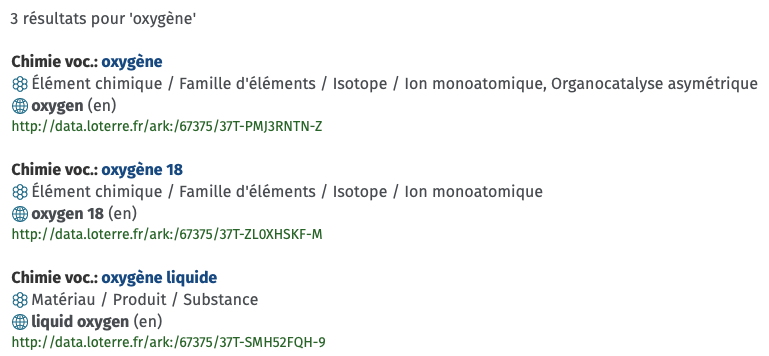 3 résultats pour 'oxygène'
Chimie voc.: oxygène
Élément chimique / Famille d'éléments / Isotope / Ion monoatomique, Organocatalyse asymétrique
oxygen (en)
http://data.loterre.fr/ark:/67375/37T-PMJ3RNTN-Z
Chimie voc.: oxygène 18
Élément chimique / Famille d'éléments / Isotope / Ion monoatomique
oxygen 18 (en)
http://data.loterre.fr/ark:/67375/37T-ZL0XHSKF-M
Chimie voc.: oxygène liquide
Matériau / Produit / Substance
liquid oxygen (en)
http://data.loterre.fr/ark:/67375/37T-SMH52FQH-9